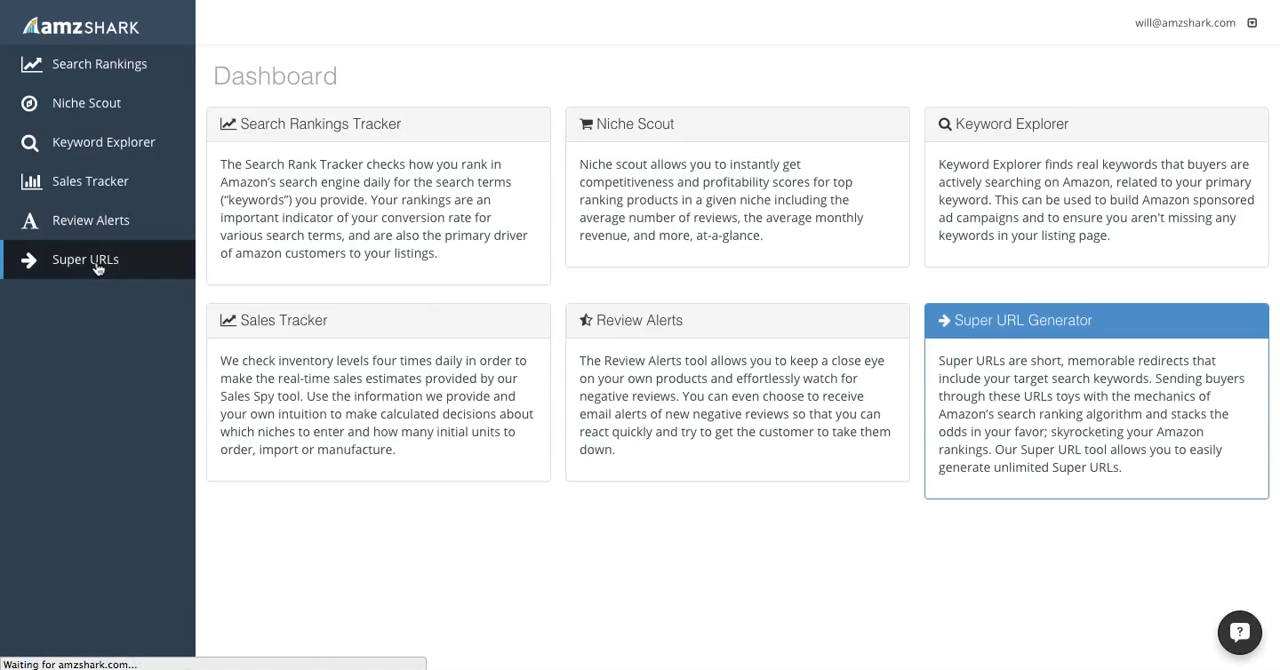 amzSHARK
will@amzshark.com
Search Rankings
Niche Scout
Keyword Explorer
Sales Tracker
Review Alerts
Super URLs
Dashboard
Search Rankings Tracker
The Search Rank Tracker checks how you rank in
Amazon's search engine daily for the search terms
("keywords") you provide. Your rankings are an
important indicator of your conversion rate for
various search terms, and are also the primary driver
of amazon customers to your listings.
Niche Scout
Niche scout allows you to instantly get
competitiveness and profitability scores for top
ranking products in a given niche including the
average number of reviews, the average monthly
revenue, and more, at-a-glance.
Keyword Explorer
Keyword Explorer finds real keywords that buyers are
actively searching on Amazon, related to your primary
keyword. This can be used to build Amazon sponsored
ad campaigns and to ensure you aren't missing any
keywords in your listing page.
Sales Tracker
We check inventory levels four times daily in order to
make the real-time sales estimates provided by our
Sales Spy tool. Use the information we provide and
your own intuition to make calculated decisions about
which niches to enter and how many initial units to
order, import or manufacture.
Review Alerts
The Review Alerts tool allows you to keep a close eye
on your own products and effortlessly watch for
negative reviews. You can even choose to receive
email alerts of new negative reviews so that you can
react quickly and try to get the customer to take them
down.
Super URL Generator
Super URLs are short, memorable redirects that
include your target search keywords. Sending buyers
through these URLs toys with the mechanics of
Amazon's search ranking algorithm and stacks the
odds in your favor; skyrocketing your Amazon
rankings. Our Super URL tool allows you to easily
generate unlimited Super URLs.
Waiting for amzshark.com...